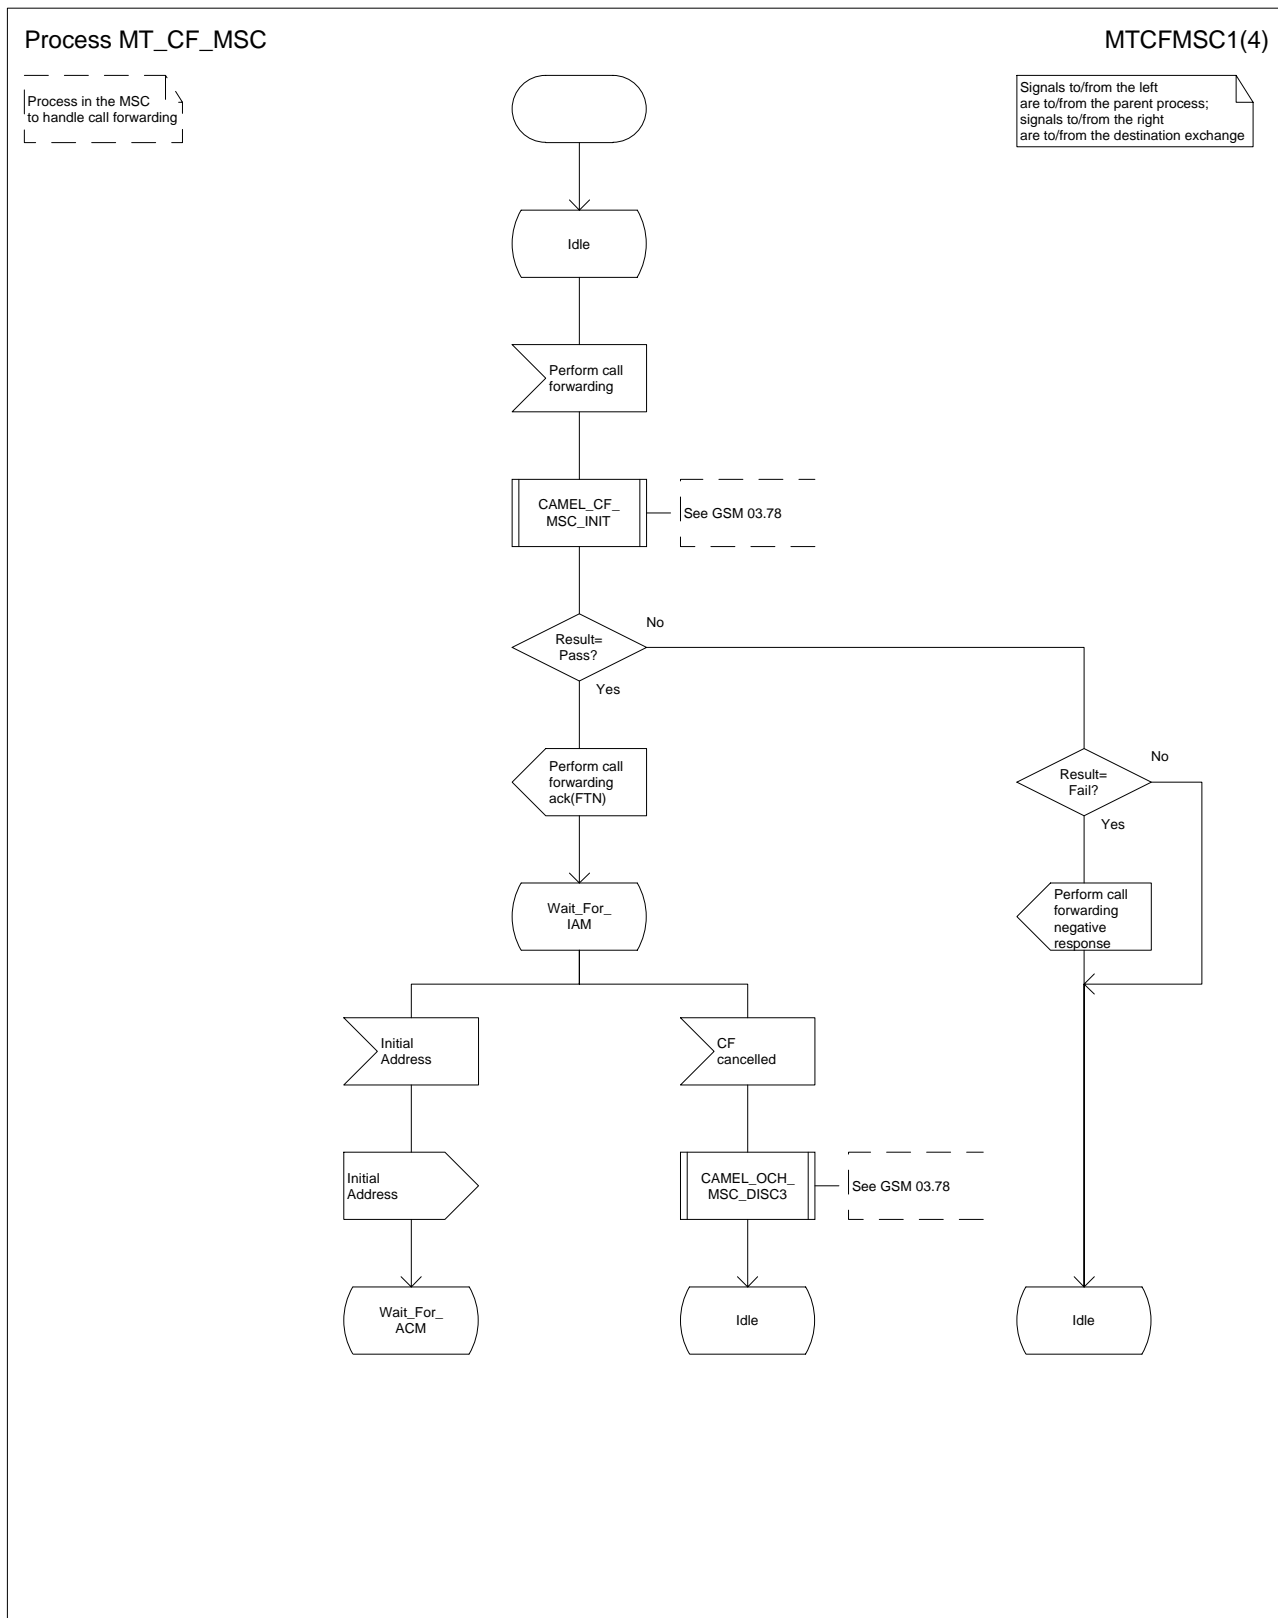 Process MT_CF_MSC
MTCFMSC1(4)
Process in the MSC
to handle call forwarding
Signals to/from the left
are to/from the parent process;
signals to/from the right
are to/from the destination exchange
Idle
Perform call
forwarding
CAMEL_CF_
MSC_INIT
See GSM 03.78
Result=
Pass?
No
Yes
Perform call
forwarding
ack(FTN)
Result=
Fail?
No
Yes
Wait_For_
IAM
Perform call
forwarding
negative
response
Initial
Address
CF
cancelled
Initial
Address
CAMEL_OCH_
MSC_DISC3
See GSM 03.78
Wait_For_
ACM
Idle
Idle